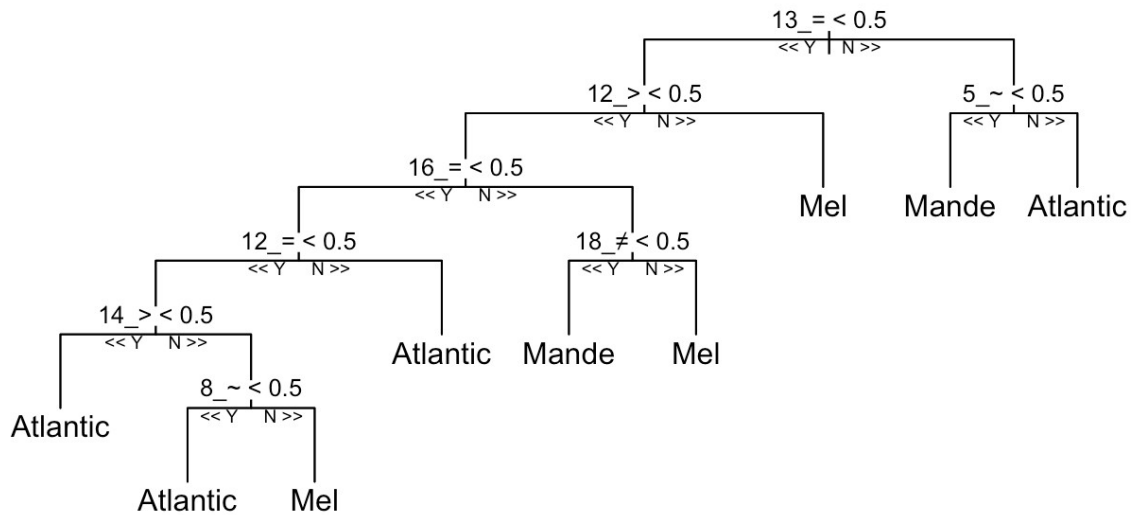 13_= < 0.5
<< Y N >>
12_> < 0.5 5_~ < 0.5
<< Y N >> << Y N >>
16_= < 0.5
<< Y N >>
Mel Mande Atlantic
12_= < 0.5 18_≠ < 0.5
<< Y N >> << Y N >>
14_> < 0.5
<< Y N >>
Atlantic Mande Mel
8_~ < 0.5
<< Y N >>
Atlantic
Atlantic Mel